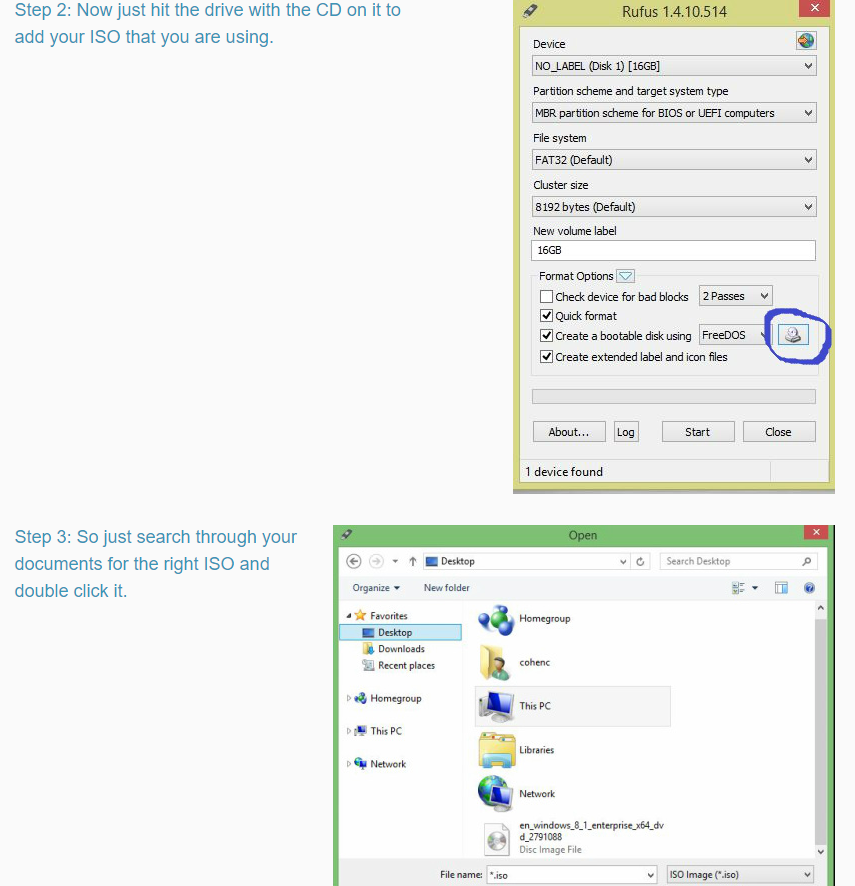 Step 2: Now just hit the drive with the CD on it to
add your ISO that you are using.
Rufus 1.4.10.514
Device
NO_LABEL (Disk 1) [16GB]
Partition scheme and target system type
MBR partition scheme for BIOS or UEFI computers
File system
FAT32 (Default)
Cluster size
8192 bytes (Default)
New volume label
16GB
Format Options
Check device for bad blocks 2 Passes
Quick format
Create a bootable disk using FreeDOS
Create extended label and icon files
About... Log Start Close
1 device found
Step 3: So just search through your
documents for the right ISO and
double click it.
Open
Desktop Search Desktop
Organize New folder
Favorites
Desktop
Downloads
Recent places
Homegroup
This PC
Network
Homegroup
cohenc
This PC
Libraries
Network
en_windows_8_1_enterprise_x64_dv
d_2791088
Disc Image File
File name: *.iso ISO Image (*.iso)